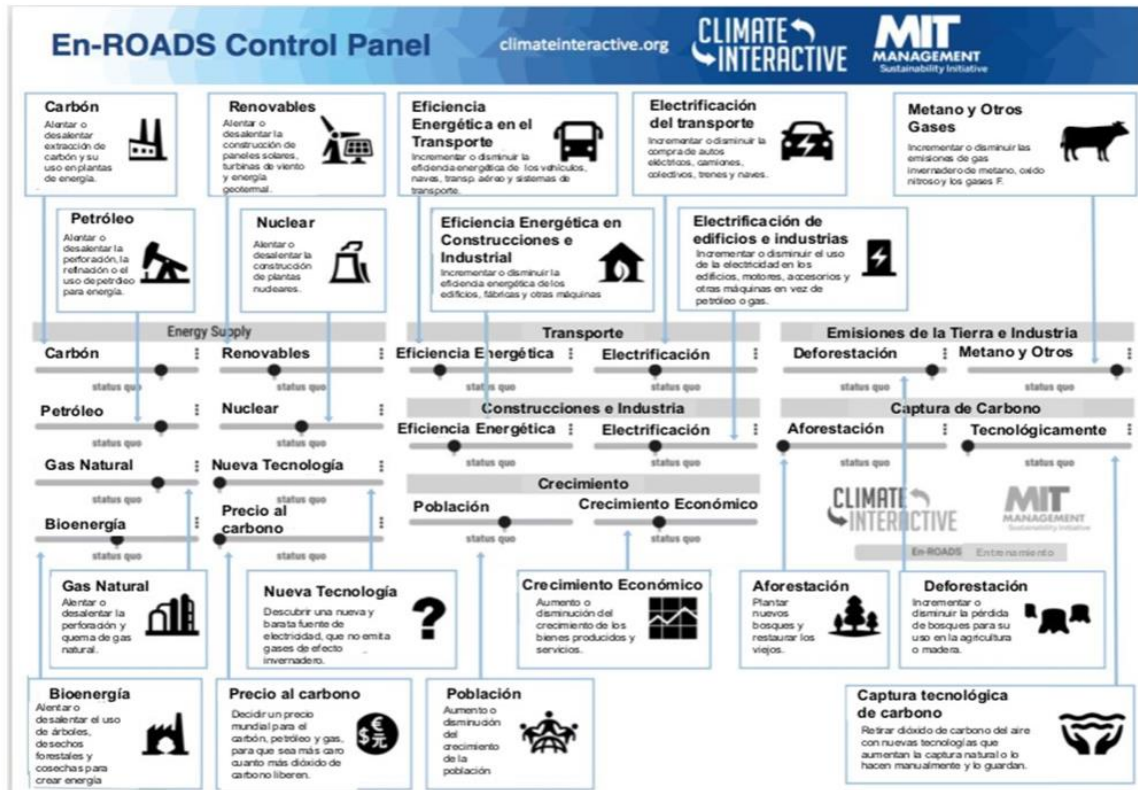 En-ROADS Control Panel
climateinteractive.org
CLIMATE
INTERACTIVE
MIT
MANAGEMENT
Sustainability Initiative
Carbón
Alentar o
desalentar
extracción de
carbón y su
uso en plantas
de energía.
Renovables
Alentar o
desalentar la
construcción de
paneles solares,
turbinas de
viento y
energía
geotermal.
Eficiencia
Energética en el
Transporte
Incrementar o disminuir la
eficiencia energética de los vehículos,
naves, transp. aéreo y sistemas de
transporte.
Electrificación
del transporte
Incrementar o disminuir la
compra de autos
eléctricos, camiones,
colectivos, trenes y naves.
Metano y Otros
Gases
Incrementar o disminuir las
emisiones de gas
invernadero de metano, oxido
nitroso y los gases F.
Petróleo
Alentar o
desalentar la
perforación, la
refinación o el
uso de petróleo
para energía.
Nuclear
Alentar o
desalentar la
construcción
de plantas
nucleares.
Eficiencia Energética en
Construcciones e
Industrial
Incrementar o disminuir la
eficiencia energética de los
edificios, fábricas y otras máquinas
Electrificación de
edificios e industrias
Incrementar o disminuir el uso
de la electricidad en los
edificios, motores, accesorios y
otras máquinas en vez de
petróleo o gas.
Energy Supply
Transporte
Emisiones de la Tierra e Industria
Carbón
status quo
Renovables
status quo
Eficiencia Energética
status quo
Electrificación
status quo
Deforestación
status quo
Metano y Otros
status quo
Petróleo
status quo
Nuclear
status quo
Construcciones e Industria
Eficiencia Energética
status quo
Electrificación
status quo
Captura de Carbono
Aforestación
status quo
Tecnológicamente
status quo
Gas Natural
status quo
Nueva Tecnología
status quo
Crecimiento
Bioenergía
status quo
Precio al
carbono
status quo
Población
status quo
Crecimiento Económico
status quo
CLIMATE
INTERACTIVE
MIT
MANAGEMENT
Sustainability Initiative
En-ROADS Entrenamiento
Gas Natural
Alentar o
desalentar la
perforación y
quema de gas
natural.
Nueva Tecnología
Descubrir una nueva y
barata fuente de
electricidad, que no emita
gases de efecto
invernadero.
?
Crecimiento Económico
Aumento o
disminución del
crecimiento de los
bienes producidos y
servicios.
Aforestación
Plantar
nuevos
bosques y
restaurar los
viejos.
Deforestación
Incrementar o
disminuir la pérdida
de bosques para su
uso en la agricultura
o madera.
Bioenergía
Alentar o
desalentar el uso
de árboles,
desechos
forestales y
cosechas para
crear energía
Precio al carbono
Decidir un precio
mundial para el
carbón, petróleo y gas,
para que sea más caro
cuanto más dióxido de
carbono liberen.
$ € 元
Población
Aumento o
disminución
del
crecimiento
de la
población
Captura tecnológica
de carbono
Retirar dióxido de carbono del aire
con nuevas tecnologías que
aumentan la captura natural o lo
hacen manualmente y lo guardan.